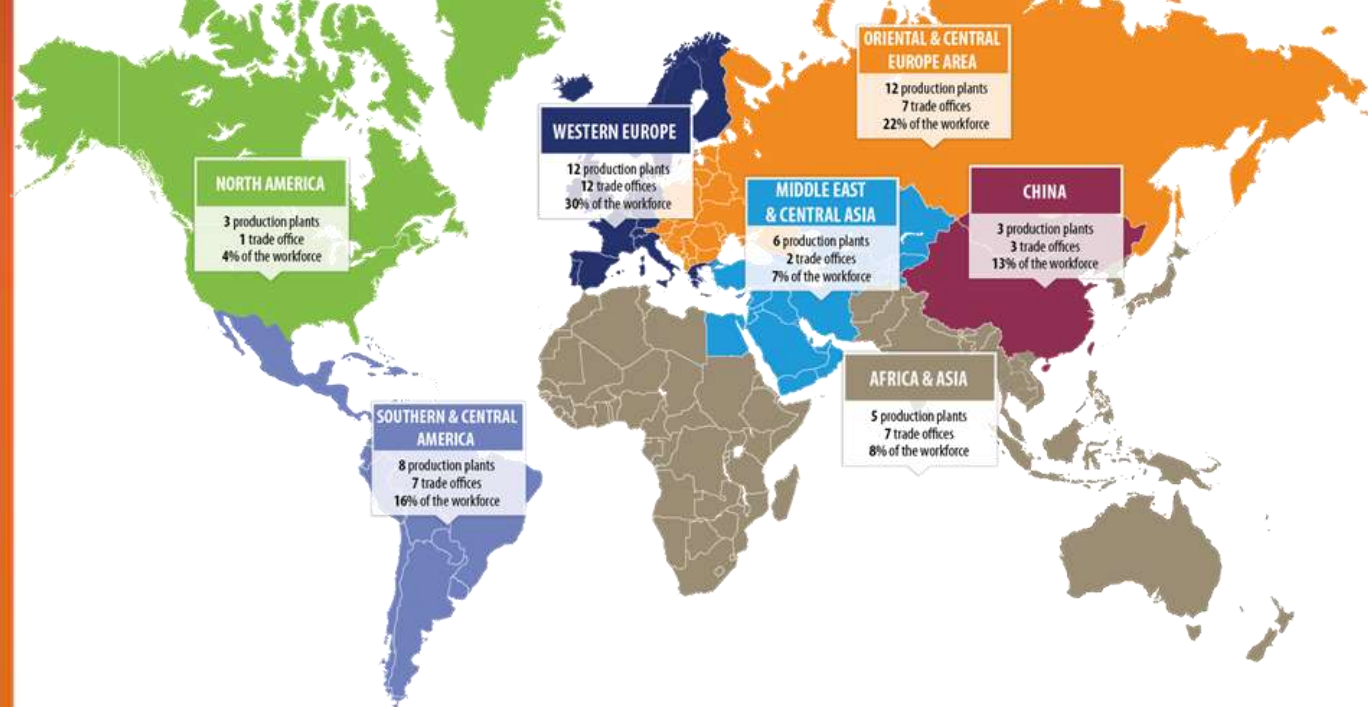 ORIENTAL & CENTRAL
EUROPE AREA
12 production plants
7 trade offices
22% of the workforce
WESTERN EUROPE
12 production plants
12 trade offices
30% of the workforce
NORTH AMERICA
3 production plants
1 trade office
4% of the workforce
MIDDLE EAST
& CENTRAL ASIA
6 production plants
2 trade offices
7% of the workforce
CHINA
3 production plants
3 trade offices
13% of the workforce
AFRICA & ASIA
5 production plants
7 trade offices
8% of the workforce
SOUTHERN & CENTRAL
AMERICA
8 production plants
7 trade offices
16% of the workforce